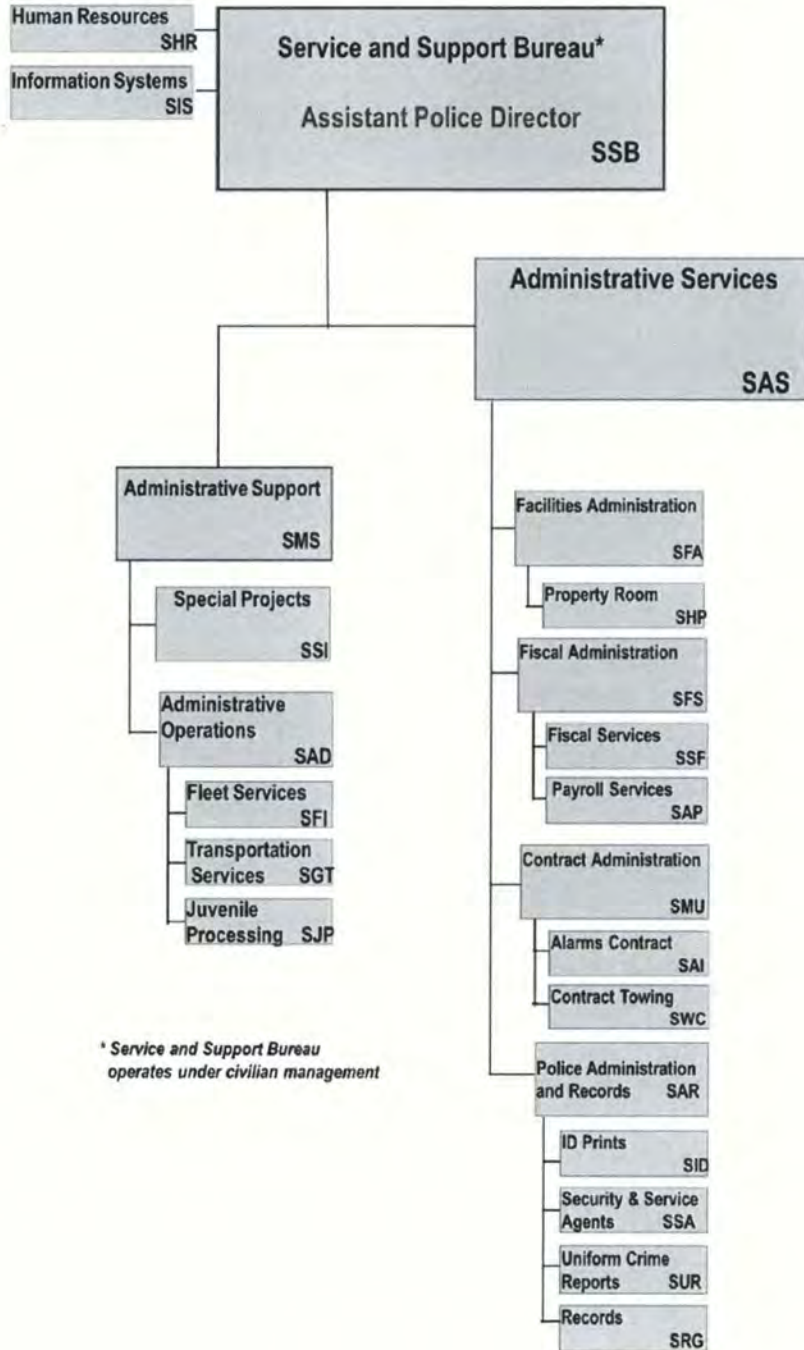 Human Resources
SHR
Information Systems
SIS
Service and Support Bureau*
Assistant Police Director
SSB
Administrative Services
SAS
Administrative Support
SMS
Special Projects
SSI
Administrative
Operations
SAD
Fleet Services
SFI
Transportation
Services SGT
Juvenile
Processing SJP
* Service and Support Bureau
operates under civilian management
Facilities Administration
SFA
Property Room
SHP
Fiscal Administration
SFS
Fiscal Services
SSF
Payroll Services
SAP
Contract Administration
SMU
Alarms Contract
SAI
Contract Towing
SWC
Police Administration
and Records SAR
ID Prints
SID
Security & Service
Agents SSA
Uniform Crime
Reports SUR
Records
SRG